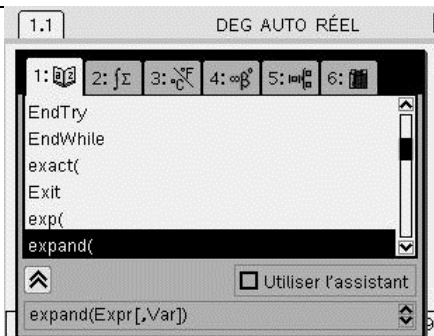 1.1 DEG AUTO RÉEL
1: 2: ∫Σ 3: °C°F 4: ∞β° 5: 6:
EndTry
EndWhile
exact(
Exit
exp(
expand(
Utiliser l'assistant
expand(Expr[,Var])